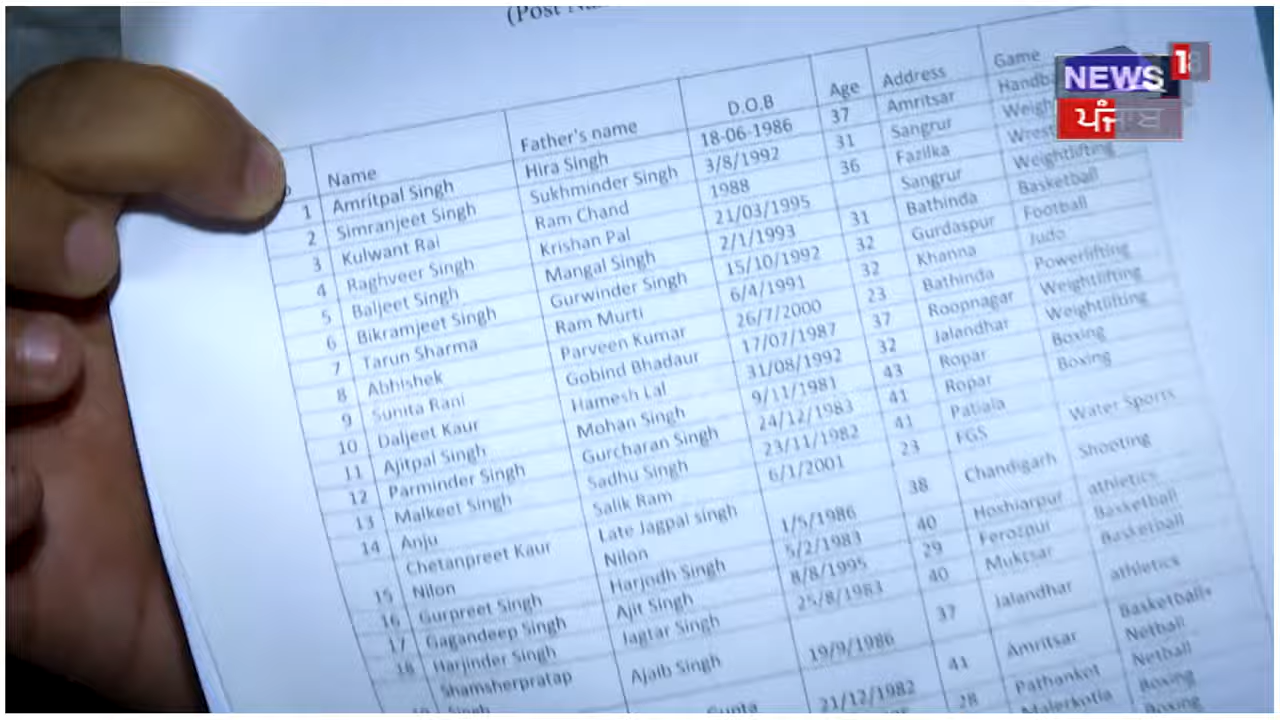 (Post
Name Father's name D.O.B Age Address Game
1 Amritpal Singh Hira Singh 18-06-1986 37 Amritsar Handba
2 Simranjeet Singh Sukhminder Singh 3/8/1992 31 Sangrur Weigh
3 Kulwant Rai Ram Chand 1988 36 Fazilka Wrest
4 Raghveer Singh Krishan Pal 21/03/1995 Sangrur Weightlifting
5 Baljeet Singh Mangal Singh 2/1/1993 31 Bathinda Basketball
6 Bikramjeet Singh Gurwinder Singh 15/10/1992 32 Gurdaspur Football
7 Tarun Sharma Ram Murti 6/4/1991 32 Khanna Judo
8 Abhishek Parveen Kumar 26/7/2000 23 Bathinda Powerlifting
9 Sunita Rani Gobind Bhadaur 17/07/1987 37 Roopnagar Weightlifting
10 Daljeet Kaur Hamesh Lal 31/08/1992 32 Jalandhar Weightlifting
11 Ajitpal Singh Mohan Singh 9/11/1981 43 Ropar Boxing
12 Parminder Singh Gurcharan Singh 24/12/1983 41 Ropar Boxing
13 Malkeet Singh Sadhu Singh 23/11/1982 41 Patiala
14 Anju Salik Ram 6/1/2001 23 FGS Water Sports
Chetanpreet Kaur Late Jagpal singh
15 Nilon Nilon 1/5/1986 38 Chandigarh Shooting
16 Gurpreet Singh Harjodh Singh 5/2/1983 40 Hoshiarpur athletics
17 Gagandeep Singh Ajit Singh 8/8/1995 29 Ferozpur Basketball
18 Harjinder Singh Jagtar Singh 25/8/1983 40 Muktsar Basketball
Shamsherpratap
19 Singh Ajaib Singh 19/9/1986 37 Jalandhar athletics
Gupta 21/12/1982 41 Amritsar Basketball+
28 Pathankot Netball
Malerkotla Netball
Boxing
NEWS 18
ਪੰਜਾਬ